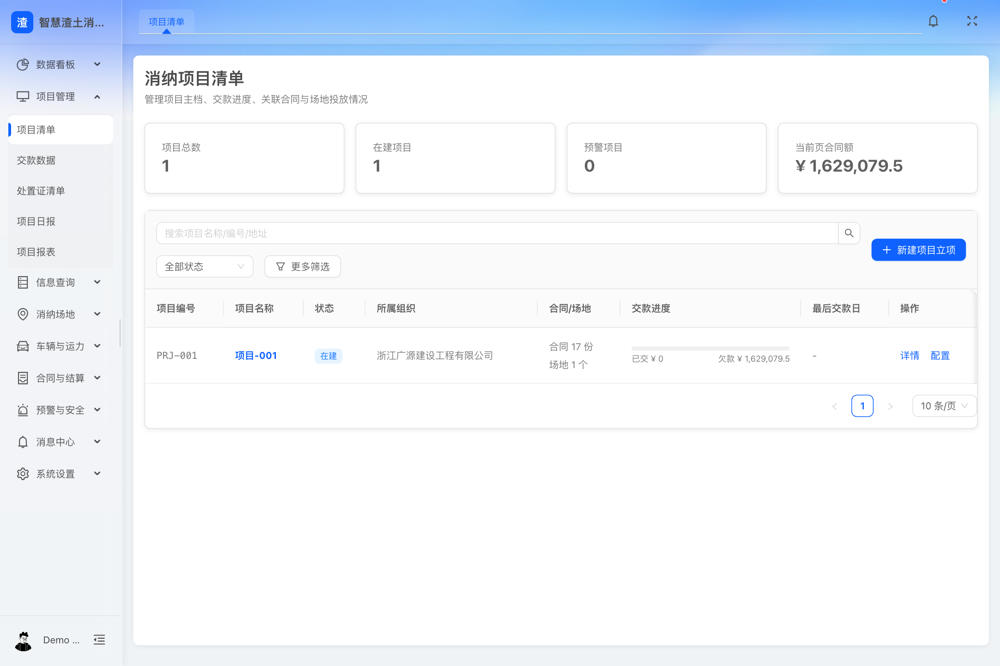 渣 智慧渣土消...
项目清单
数据看板
项目管理
项目清单
交款数据
处置证清单
项目日报
项目报表
信息查询
消纳场地
车辆与运力
合同与结算
预警与安全
消息中心
系统设置
Demo ...
消纳项目清单
管理项目主档、交款进度、关联合同与场地投放情况
项目总数
1
在建项目
1
预警项目
0
当前页合同额
¥ 1,629,079.5
搜索项目名称/编号/地址
全部状态
更多筛选
新建项目立项
项目编号 项目名称 状态 所属组织 合同/场地 交款进度 最后交款日 操作
PRJ-001 项目-001 在建 浙江广源建设工程有限公司 合同 17 份 场地 1 个 已交 ¥ 0 欠款 ¥ 1,629,079.5 - 详情 配置
< 1 > 10 条/页